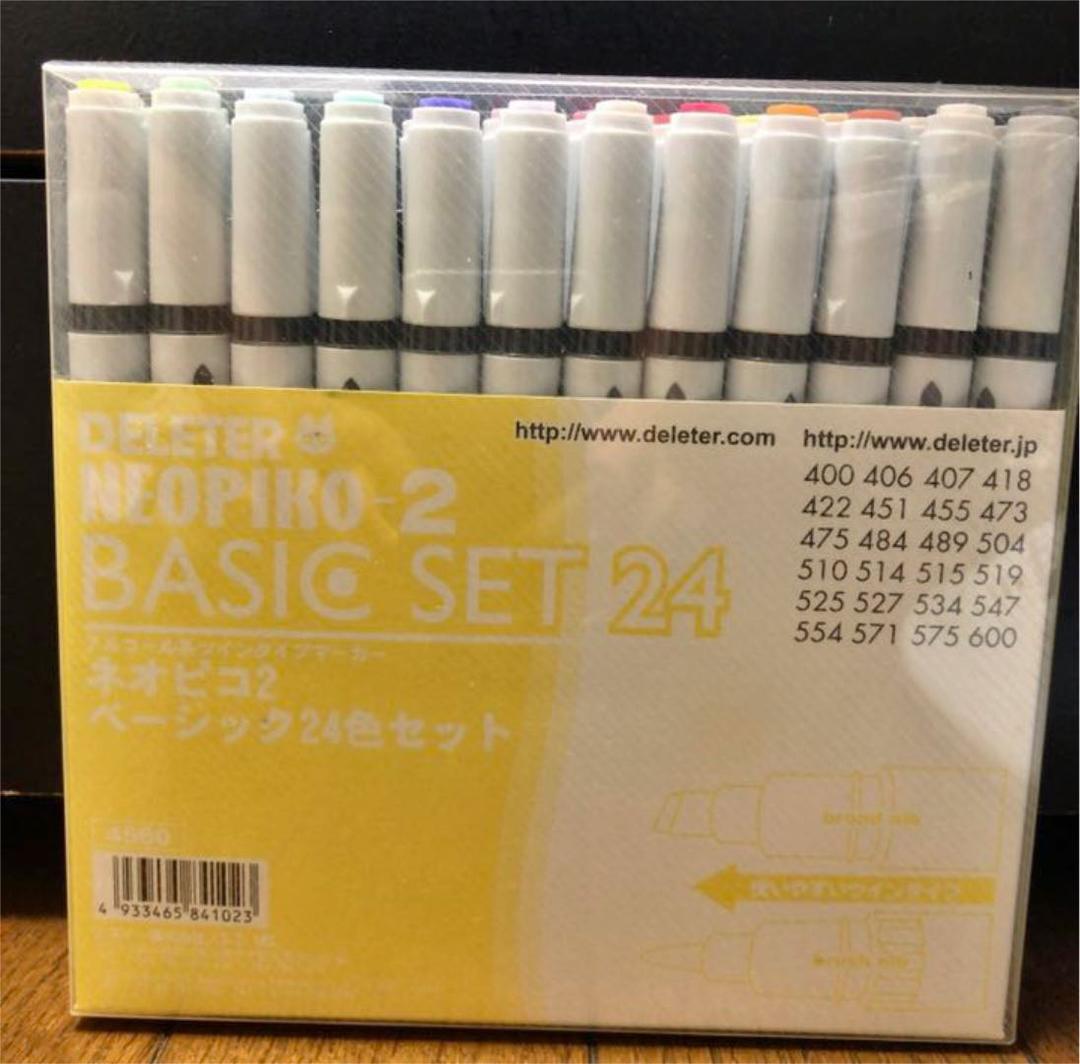 DELETER
http://www.deleter.com http://www.deleter.jp
NEOPIKO-2
BASIC SET 24
400 406 407 418
422 451 455 473
475 484 489 504
510 514 515 519
525 527 534 547
554 571 575 600
アルコール系ツインタイプマーカー
ネオピコ2
ベーシック24色セット
broad nib
使いやすいツインタイプ
brush nib
4 933465 841023